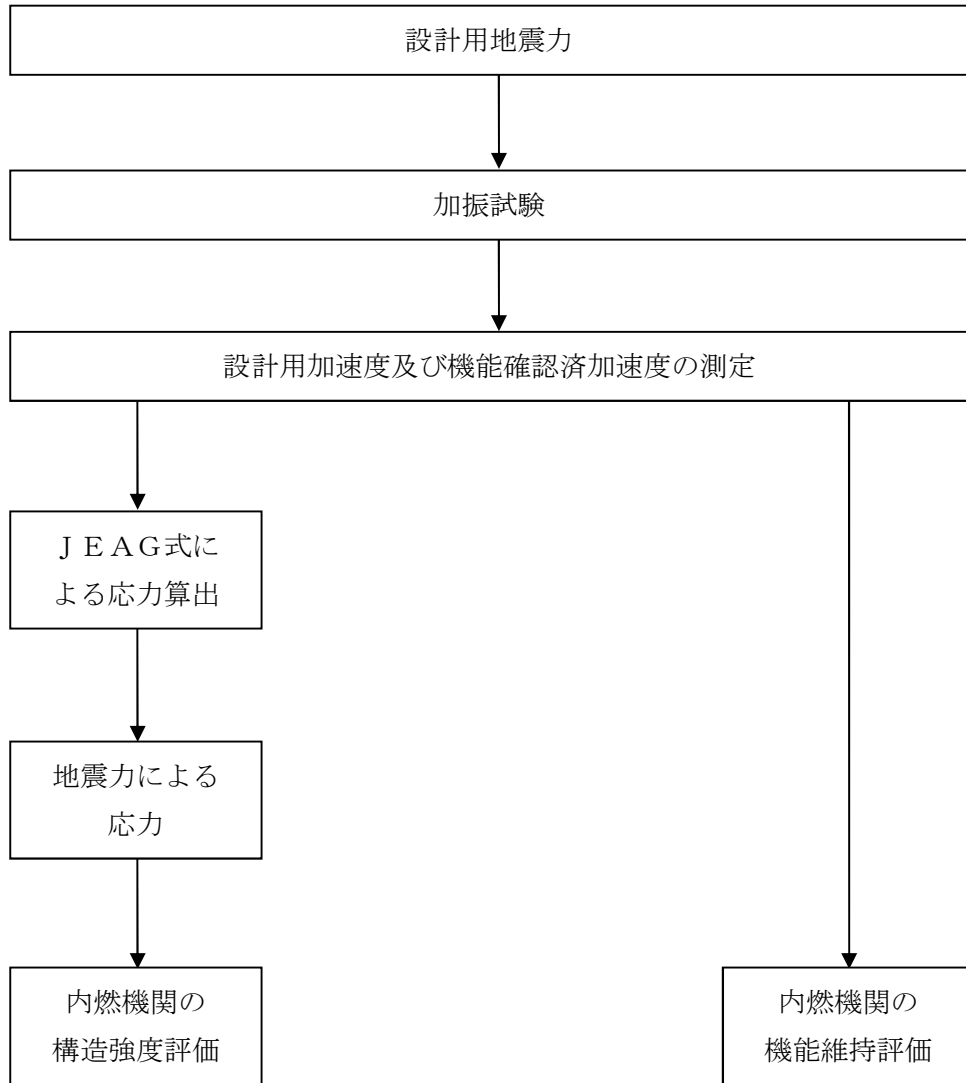 設計用地震力
加振試験
設計用加速度及び機能確認済加速度の測定
ＪＥＡＧ式に
よる応力算出
地震力による
応力
内燃機関の
構造強度評価
内燃機関の
機能維持評価